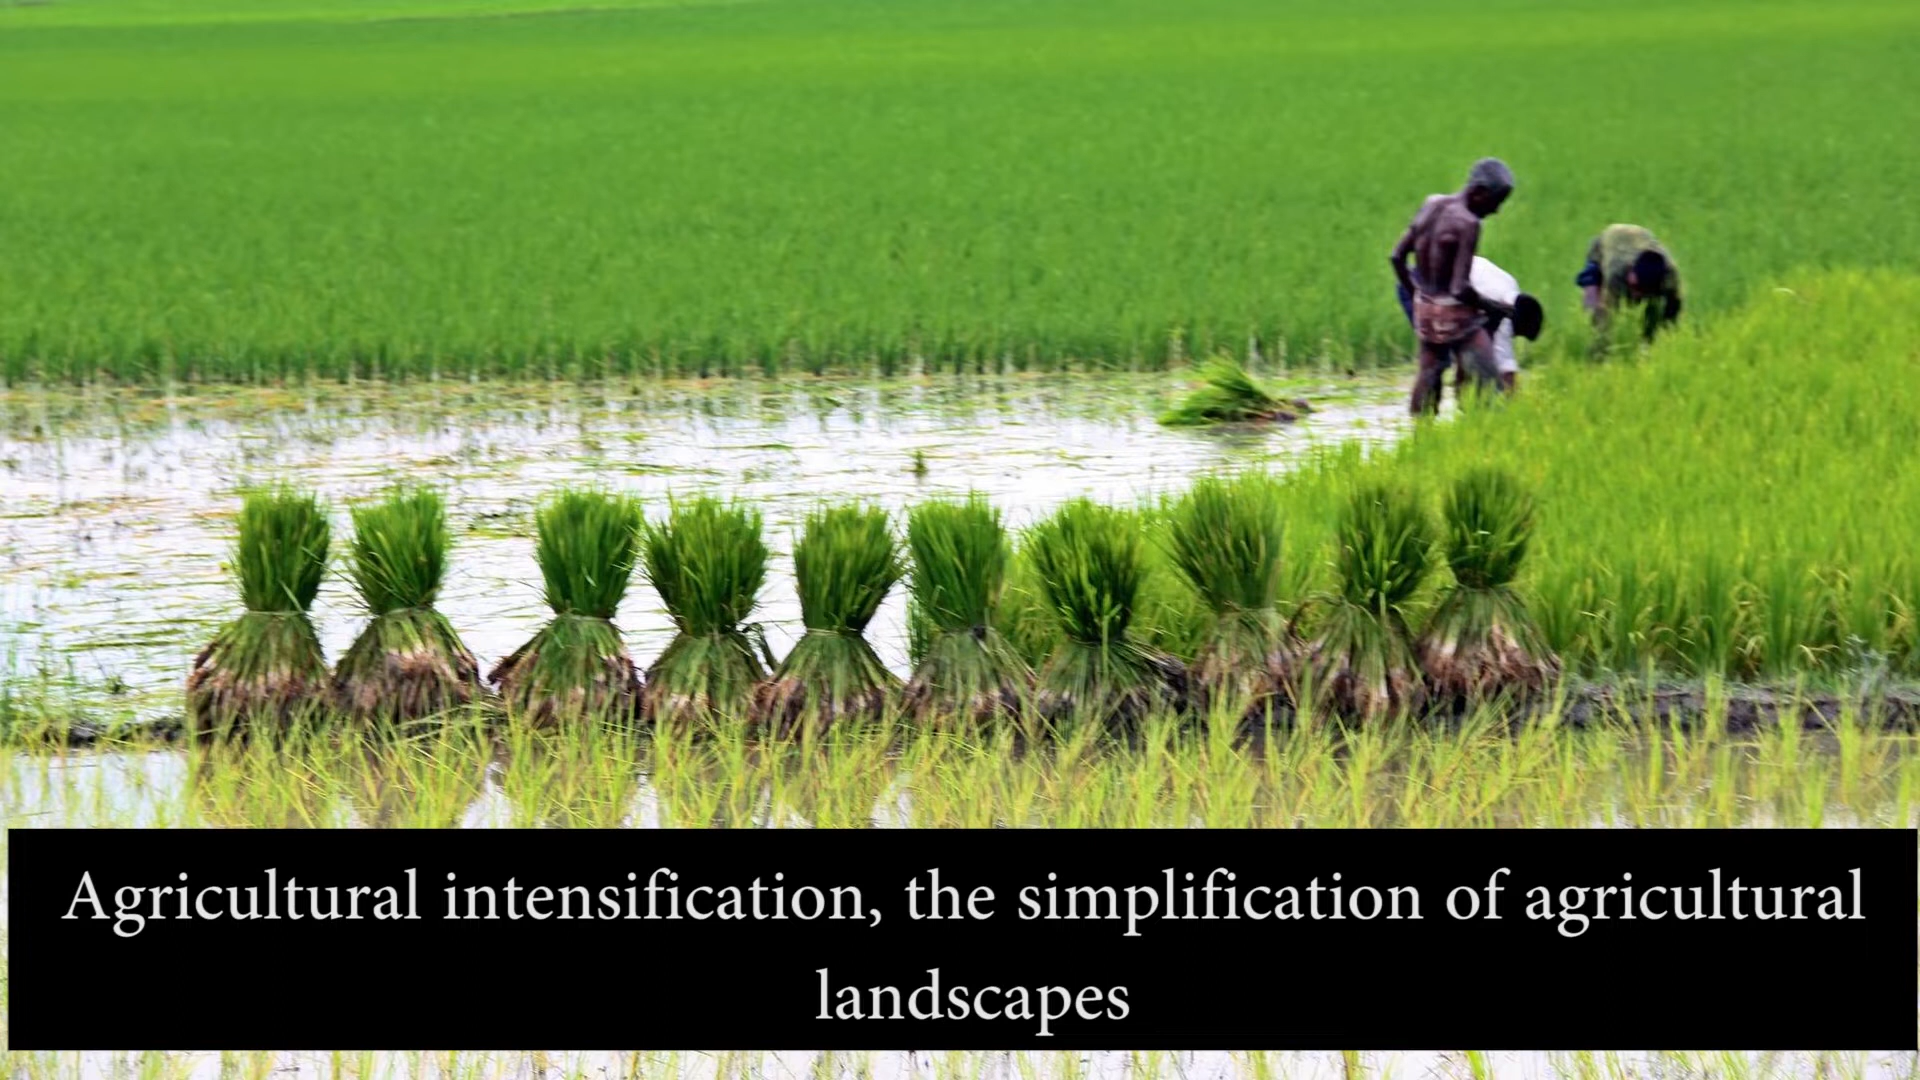 Agricultural intensification, the simplification of agricultural
landscapes